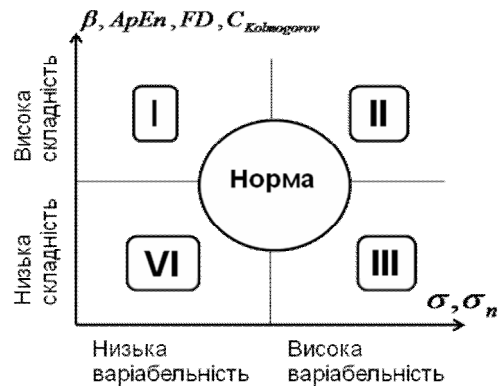 β, ApEn, FD, C_Kolmogorov
Висока
складність
I
II
Норма
Низька
складність
VI
III
σ, σ_n
Низька
варіабельність
Висока
варіабельність